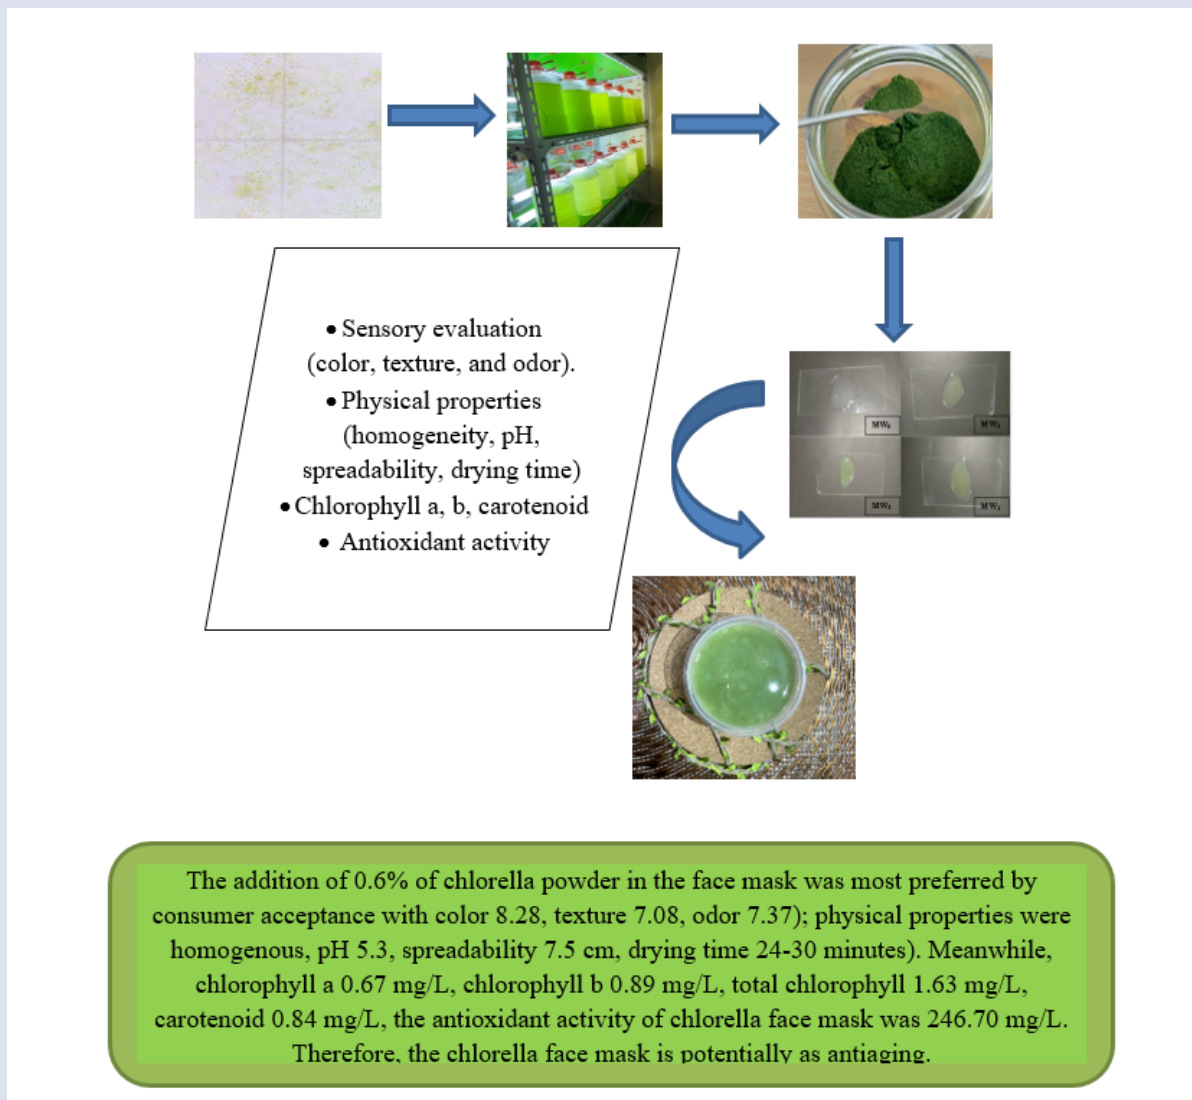 • Sensory evaluation
(color, texture, and odor).
• Physical properties
(homogeneity, pH,
spreadability, drying time)
• Chlorophyll a, b, carotenoid
• Antioxidant activity
MW₀
MW₁
MW₂
MW₃
The addition of 0.6% of chlorella powder in the face mask was most preferred by
consumer acceptance with color 8.28, texture 7.08, odor 7.37); physical properties were
homogenous, pH 5.3, spreadability 7.5 cm, drying time 24-30 minutes). Meanwhile,
chlorophyll a 0.67 mg/L, chlorophyll b 0.89 mg/L, total chlorophyll 1.63 mg/L,
carotenoid 0.84 mg/L, the antioxidant activity of chlorella face mask was 246.70 mg/L.
Therefore, the chlorella face mask is potentially as antiaging.